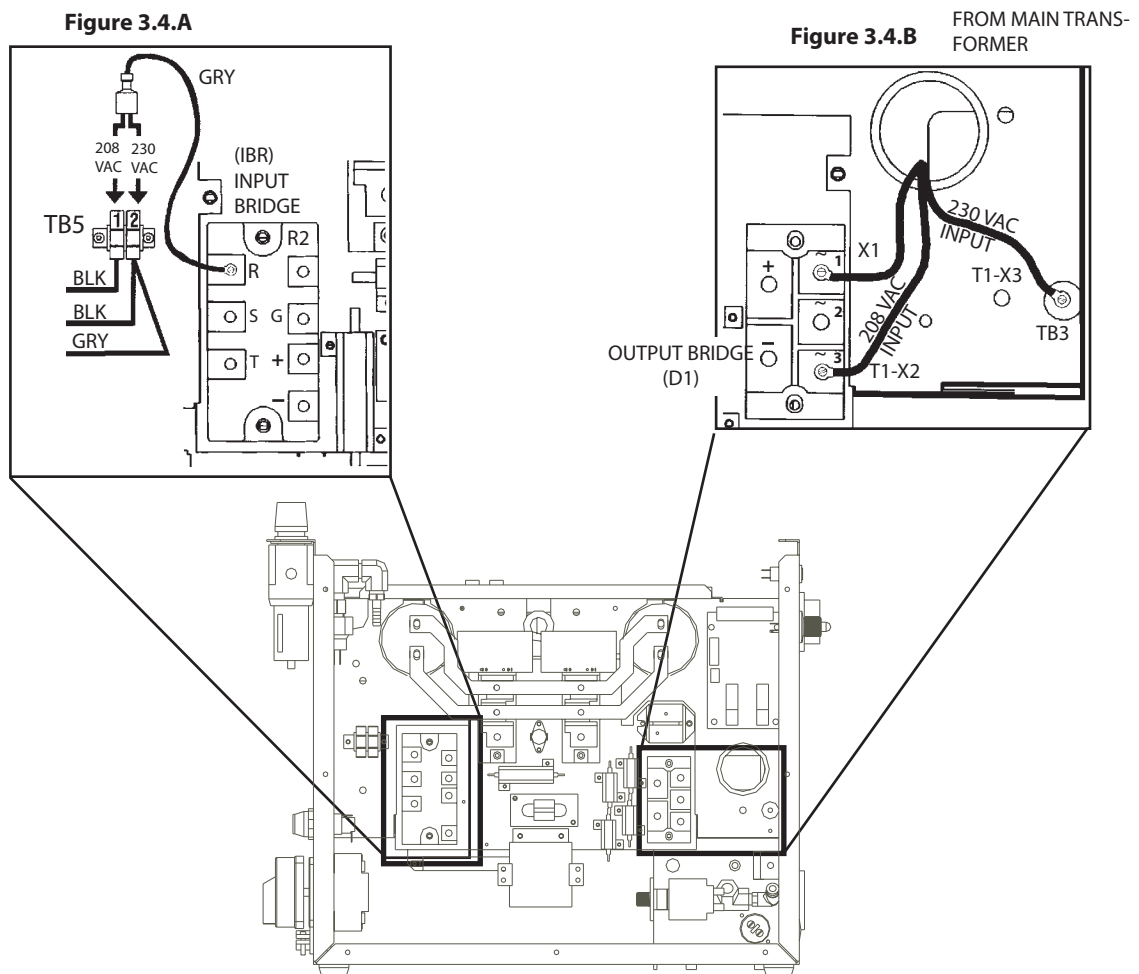 Figure 3.4.A
GRY
208 230
VAC VAC
TB5
1 2
BLK
BLK
GRY
(IBR)
INPUT
BRIDGE
R2
R
S G
T +
−
Figure 3.4.B
FROM MAIN TRANS-
FORMER
230 VAC
INPUT
X1
208 VAC
INPUT
T1-X3
TB3
T1-X2
OUTPUT BRIDGE
(D1)
+
−
~ 1
~ 2
~ 3